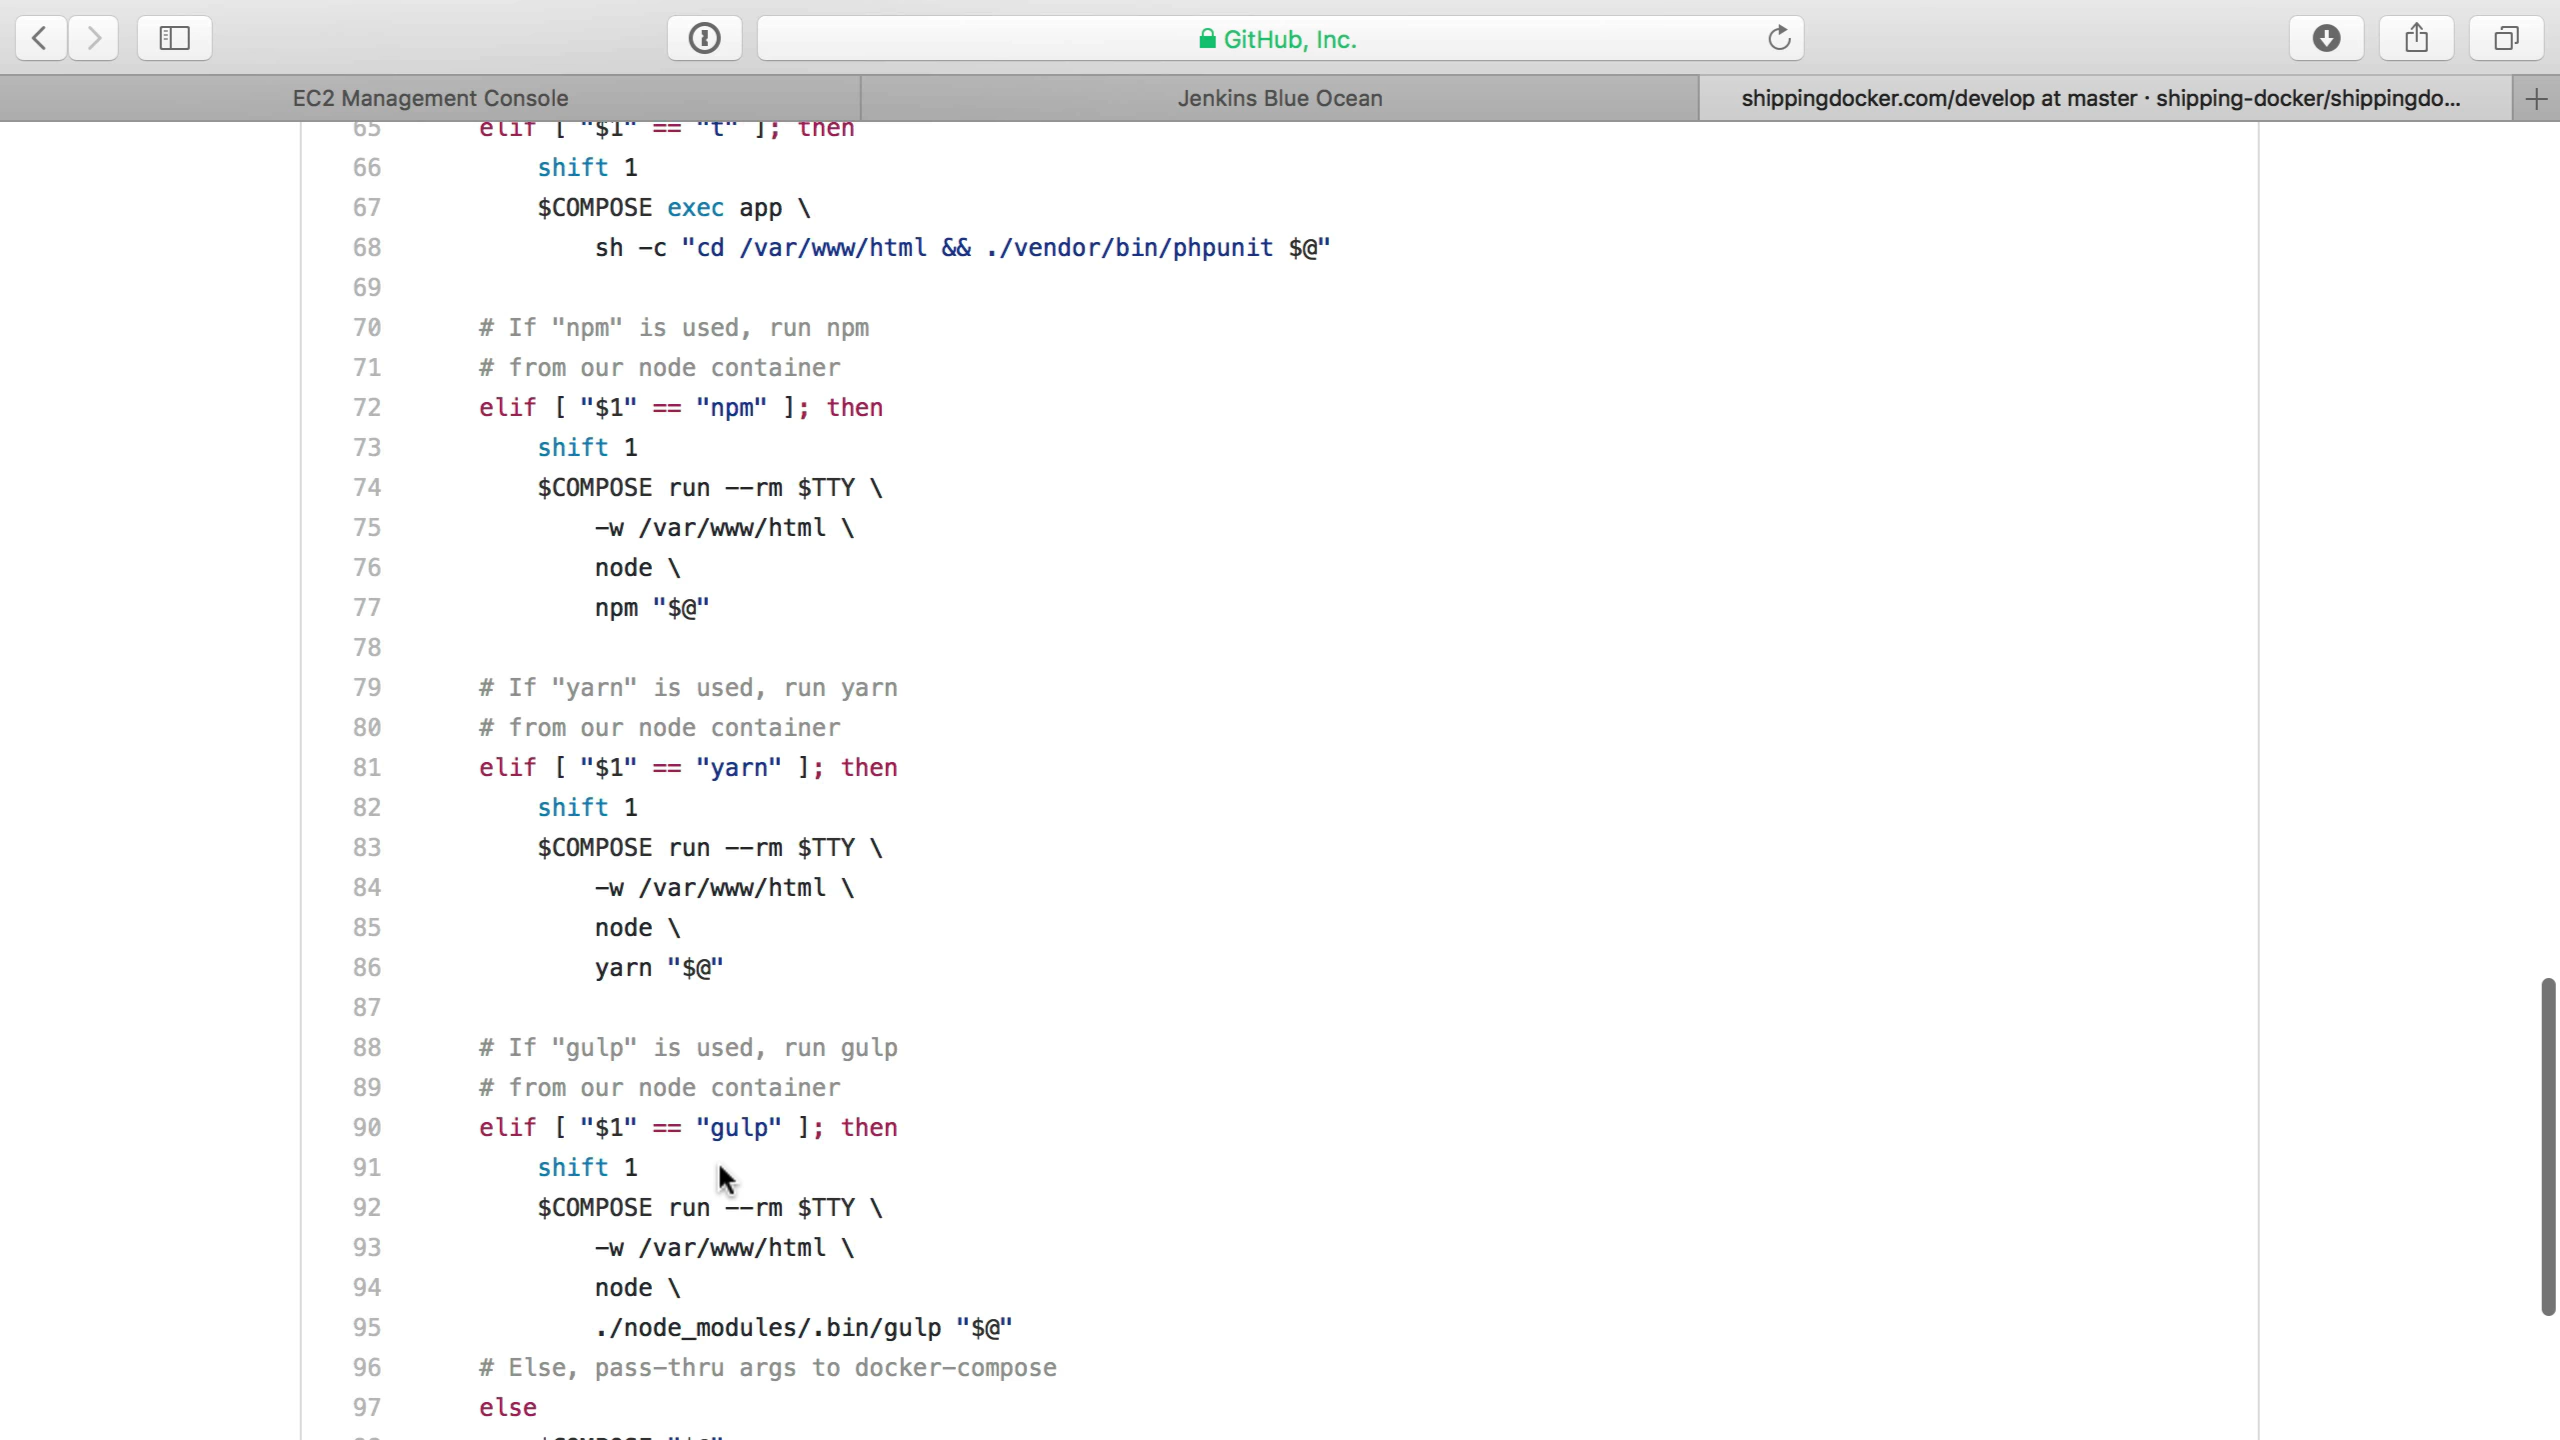 GitHub, Inc.
EC2 Management Console
Jenkins Blue Ocean
shippingdocker.com/develop at master · shipping-docker/shippingdo...
65 elif [ "$1" == "t" ]; then
66 shift 1
67 $COMPOSE exec app \
68 sh -c "cd /var/www/html && ./vendor/bin/phpunit $@"
69
70 # If "npm" is used, run npm
71 # from our node container
72 elif [ "$1" == "npm" ]; then
73 shift 1
74 $COMPOSE run --rm $TTY \
75 -w /var/www/html \
76 node \
77 npm "$@"
78
79 # If "yarn" is used, run yarn
80 # from our node container
81 elif [ "$1" == "yarn" ]; then
82 shift 1
83 $COMPOSE run --rm $TTY \
84 -w /var/www/html \
85 node \
86 yarn "$@"
87
88 # If "gulp" is used, run gulp
89 # from our node container
90 elif [ "$1" == "gulp" ]; then
91 shift 1
92 $COMPOSE run --rm $TTY \
93 -w /var/www/html \
94 node \
95 ./node_modules/.bin/gulp "$@"
96 # Else, pass-thru args to docker-compose
97 else